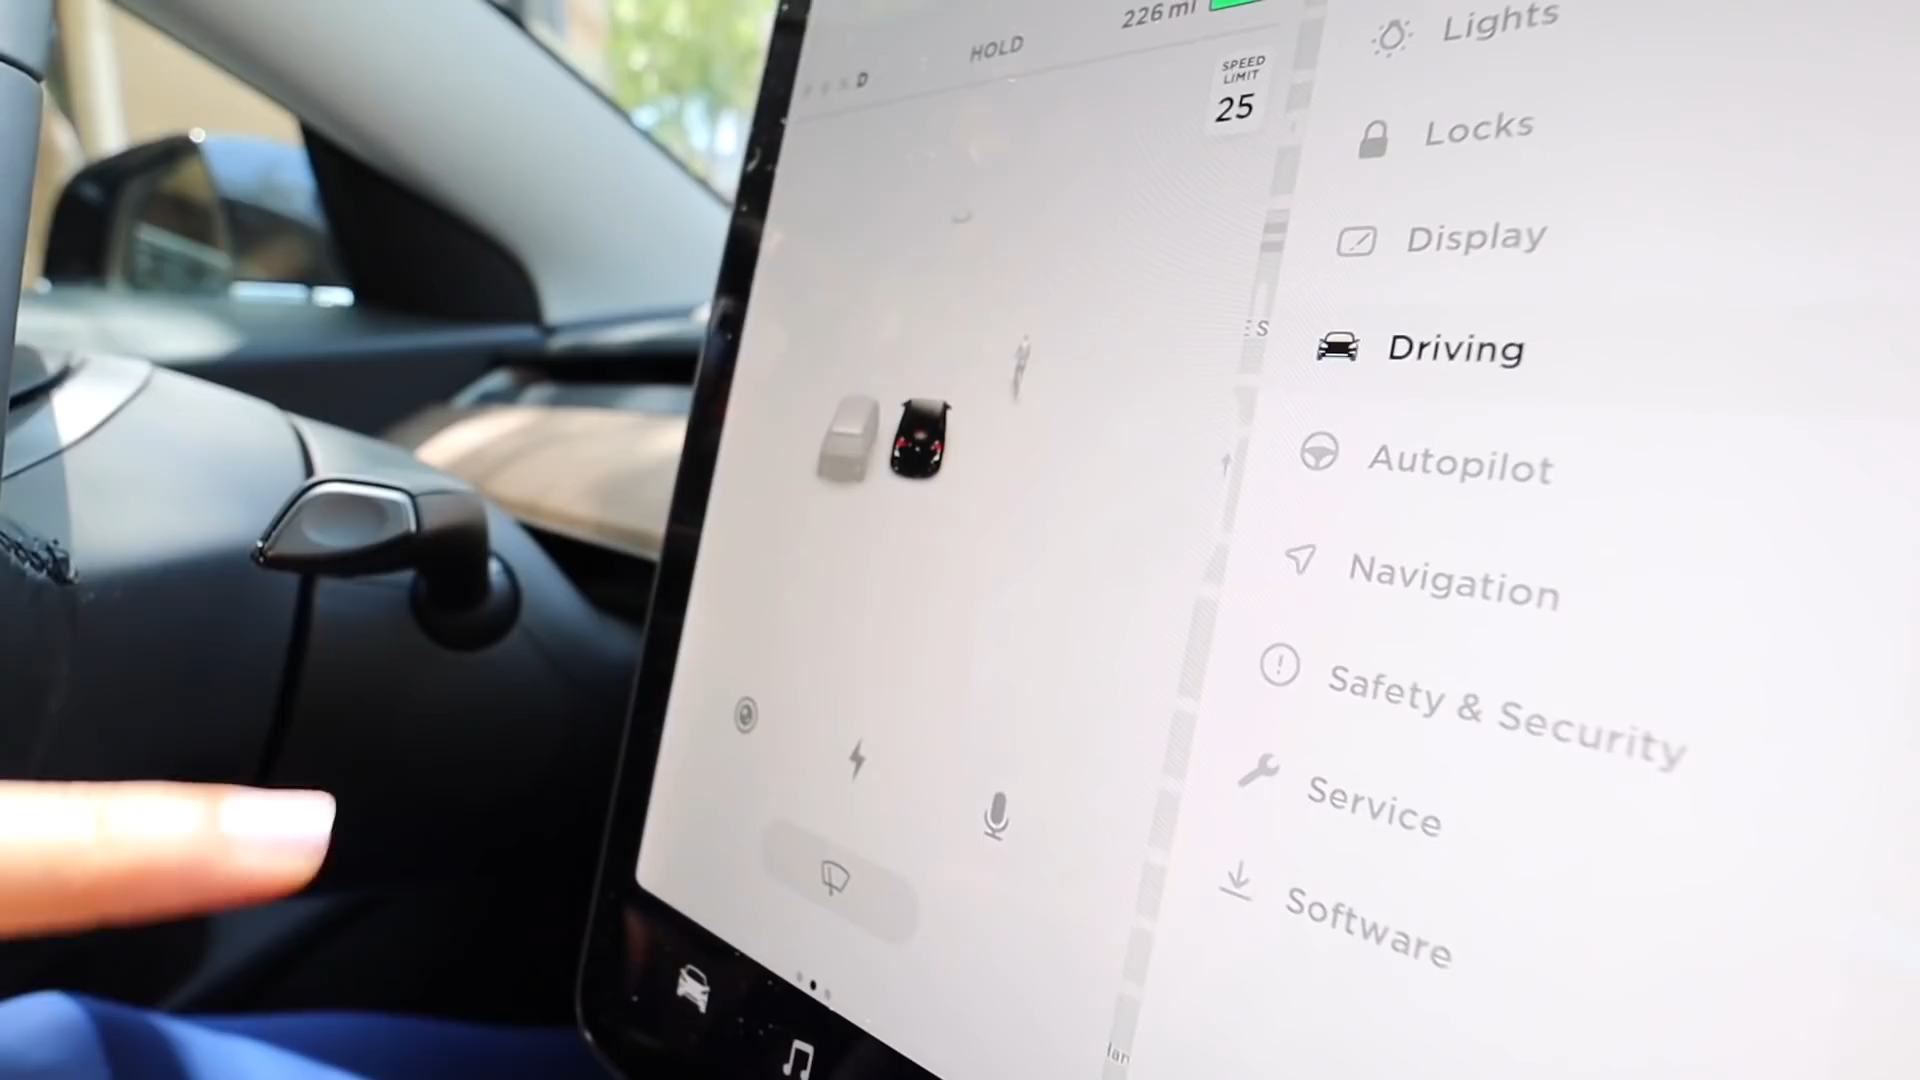 226 mi
HOLD
D
SPEED
LIMIT
25
Lights
Locks
Display
Driving
Autopilot
Navigation
Safety & Security
Service
Software